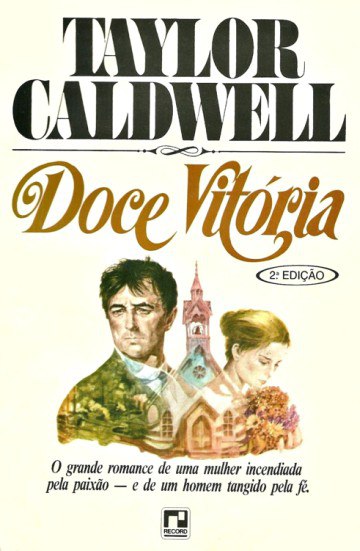 TAYLOR
CALDWELL
Doce Vitória
2ª EDIÇÃO
O grande romance de uma mulher incendiada
pela paixão — e de um homem tangido pela fé.
RECORD